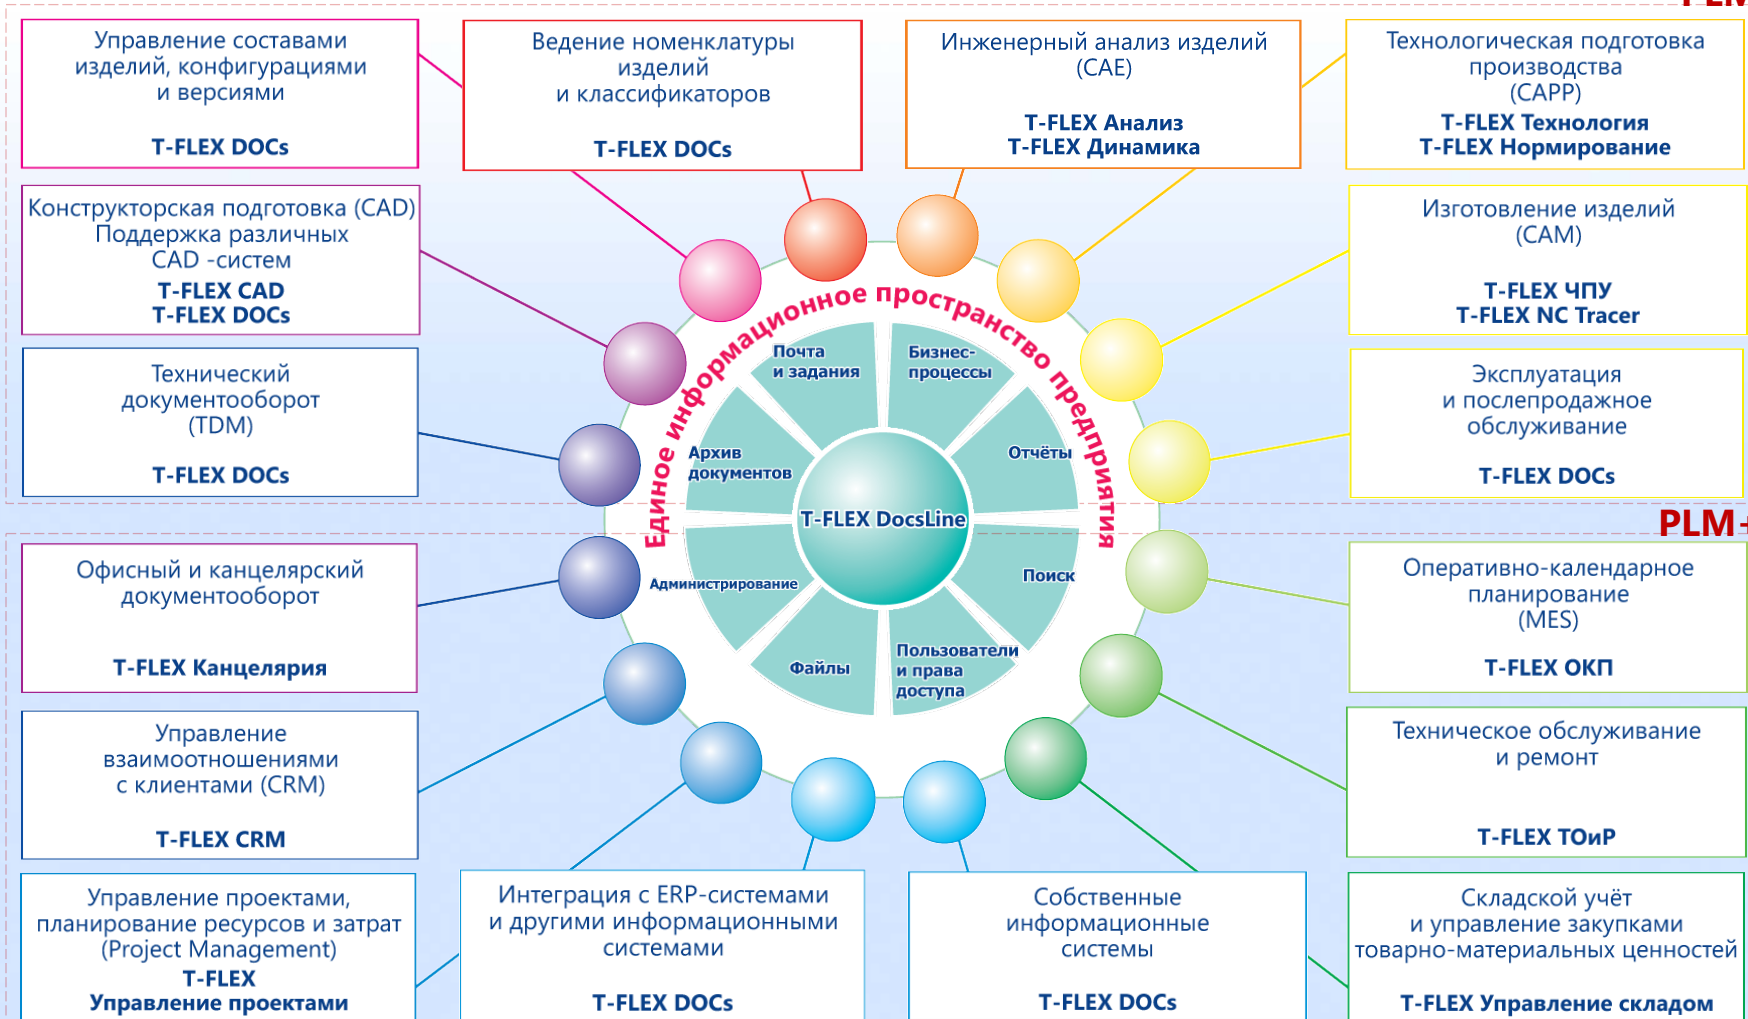 PLM
Управление составами
изделий, конфигурациями
и версиями
T-FLEX DOCs
Ведение номенклатуры
изделий
и классификаторов
T-FLEX DOCs
Инженерный анализ изделий
(CAE)
T-FLEX Анализ
T-FLEX Динамика
Технологическая подготовка
производства
(CAPP)
T-FLEX Технология
T-FLEX Нормирование
Конструкторская подготовка (CAD)
Поддержка различных
CAD -систем
T-FLEX CAD
T-FLEX DOCs
Изготовление изделий
(CAM)
T-FLEX ЧПУ
T-FLEX NC Tracer
Технический
документооборот
(TDM)
T-FLEX DOCs
Эксплуатация
и послепродажное
обслуживание
T-FLEX DOCs
Единое информационное пространство предприятия
Почта
и задания
Бизнес-
процессы
Архив
документов
Отчёты
T-FLEX DocsLine
Администрирование
Поиск
Файлы
Пользователи
и права
доступа
PLM+
Офисный и канцелярский
документооборот
T-FLEX Канцелярия
Оперативно-календарное
планирование
(MES)
T-FLEX ОКП
Управление
взаимоотношениями
с клиентами (CRM)
T-FLEX CRM
Техническое обслуживание
и ремонт
T-FLEX ТОиР
Управление проектами,
планирование ресурсов и затрат
(Project Management)
T-FLEX
Управление проектами
Интеграция с ERP-системами
и другими информационными
системами
T-FLEX DOCs
Собственные
информационные
системы
T-FLEX DOCs
Складской учёт
и управление закупками
товарно-материальных ценностей
T-FLEX Управление складом